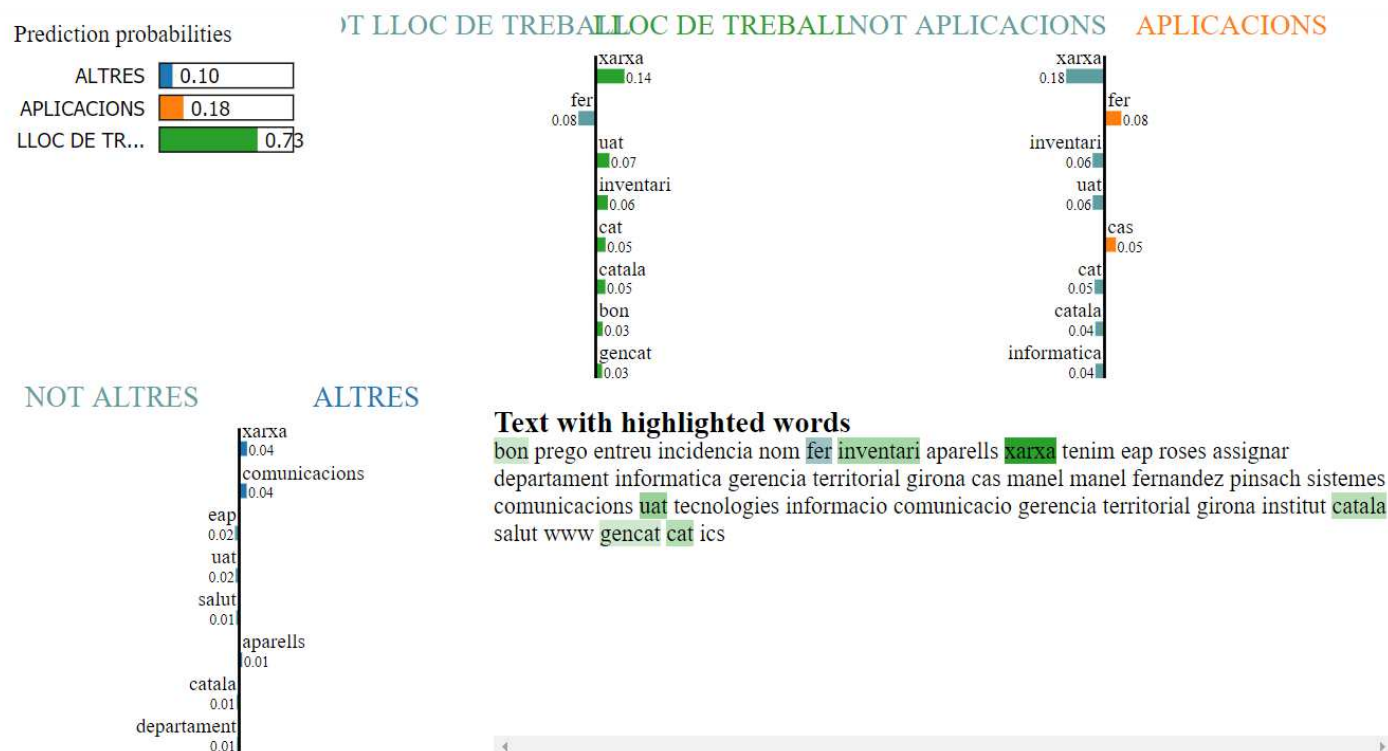 Prediction probabilities
ALTRES 0.10
APLICACIONS 0.18
LLOC DE TR... 0.73
OT LLOC DE TREBALL
LLOC DE TREBALL
xarxa
0.14
fer
0.08
uat
0.07
inventari
0.06
cat
0.05
catala
0.05
bon
0.03
gencat
0.03
NOT APLICACIONS
APLICACIONS
xarxa
0.18
fer
0.08
inventari
0.06
uat
0.06
cas
0.05
cat
0.05
catala
0.04
informatica
0.04
NOT ALTRES
ALTRES
xarxa
0.04
comunicacions
0.04
eap
0.02
uat
0.02
salut
0.01
aparells
0.01
catala
0.01
departament
0.01
Text with highlighted words
bon prego entreu incidencia nom fer inventari aparells xarxa tenim eap roses assignar
departament informatica gerencia territorial girona cas manel manel fernandez pinsach sistemes
comunicacions uat tecnologies informacio comunicacio gerencia territorial girona institut catala
salut www gencat cat ics